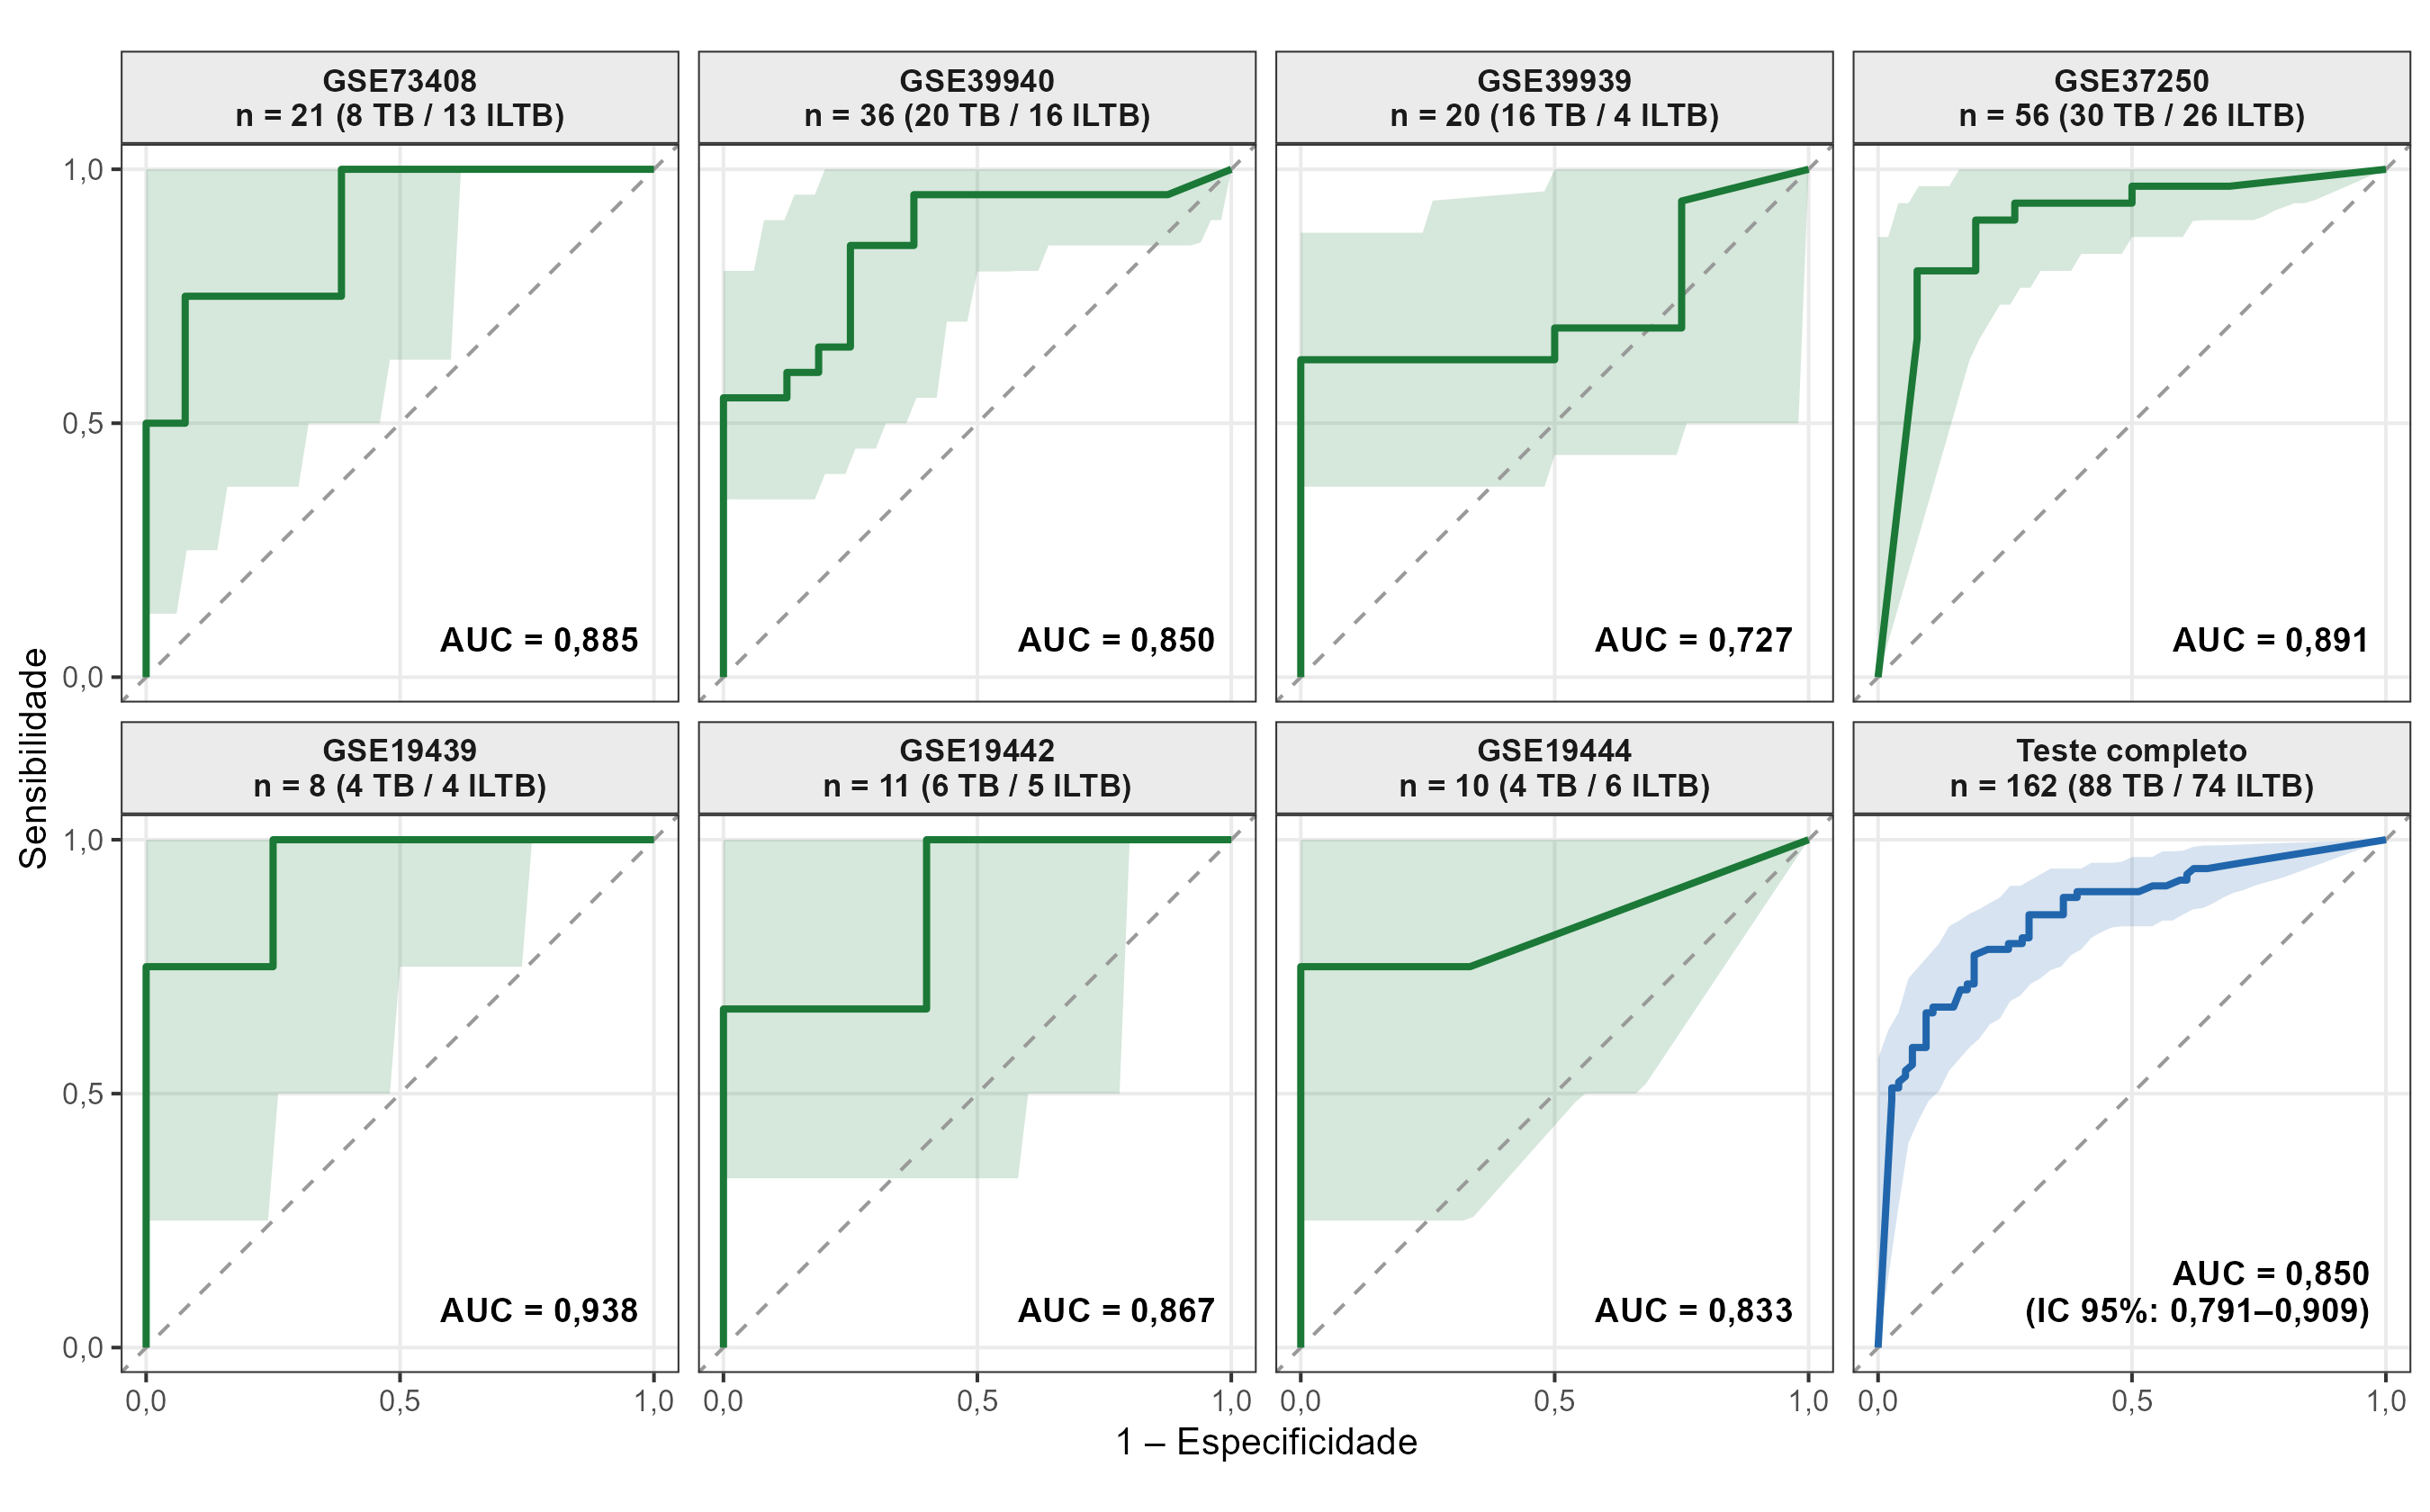 GSE73408
n = 21 (8 TB / 13 ILTB)
GSE39940
n = 36 (20 TB / 16 ILTB)
GSE39939
n = 20 (16 TB / 4 ILTB)
GSE37250
n = 56 (30 TB / 26 ILTB)
1,0
0,5
0,0
AUC = 0,885
AUC = 0,850
AUC = 0,727
AUC = 0,891
Sensibilidade
GSE19439
n = 8 (4 TB / 4 ILTB)
GSE19442
n = 11 (6 TB / 5 ILTB)
GSE19444
n = 10 (4 TB / 6 ILTB)
Teste completo
n = 162 (88 TB / 74 ILTB)
1,0
0,5
0,0
AUC = 0,938
AUC = 0,867
AUC = 0,833
AUC = 0,850
(IC 95%: 0,791–0,909)
0,0 0,5 1,0
0,0 0,5 1,0
0,0 0,5 1,0
0,0 0,5 1,0
1 – Especificidade